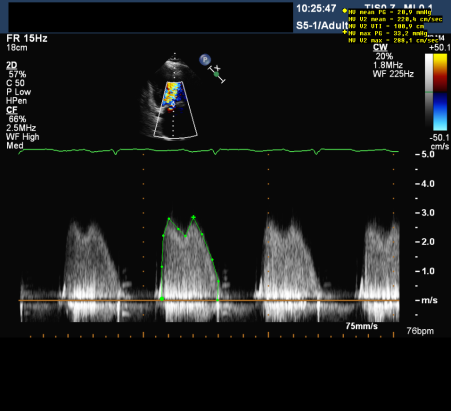 10:25:47
TIS0.7 MI 0.1
S5-1/Adult
MV mean PG = 20,9 mmHg
MV V2 mean = 220,4 cm/sec
MV V2 VTI = 100,9 cm
MV max PG = 33,2 mmHg
MV V2 max = 288,1 cm/sec
FR 15Hz
18cm
2D
57%
C 50
P Low
HPen
CF
66%
2.5MHz
WF High
Med
P
CW
20%
1.8MHz
WF 225Hz
+50.1
-50.1
cm/s
5.0
4.0
3.0
2.0
1.0
m/s
75mm/s
76bpm